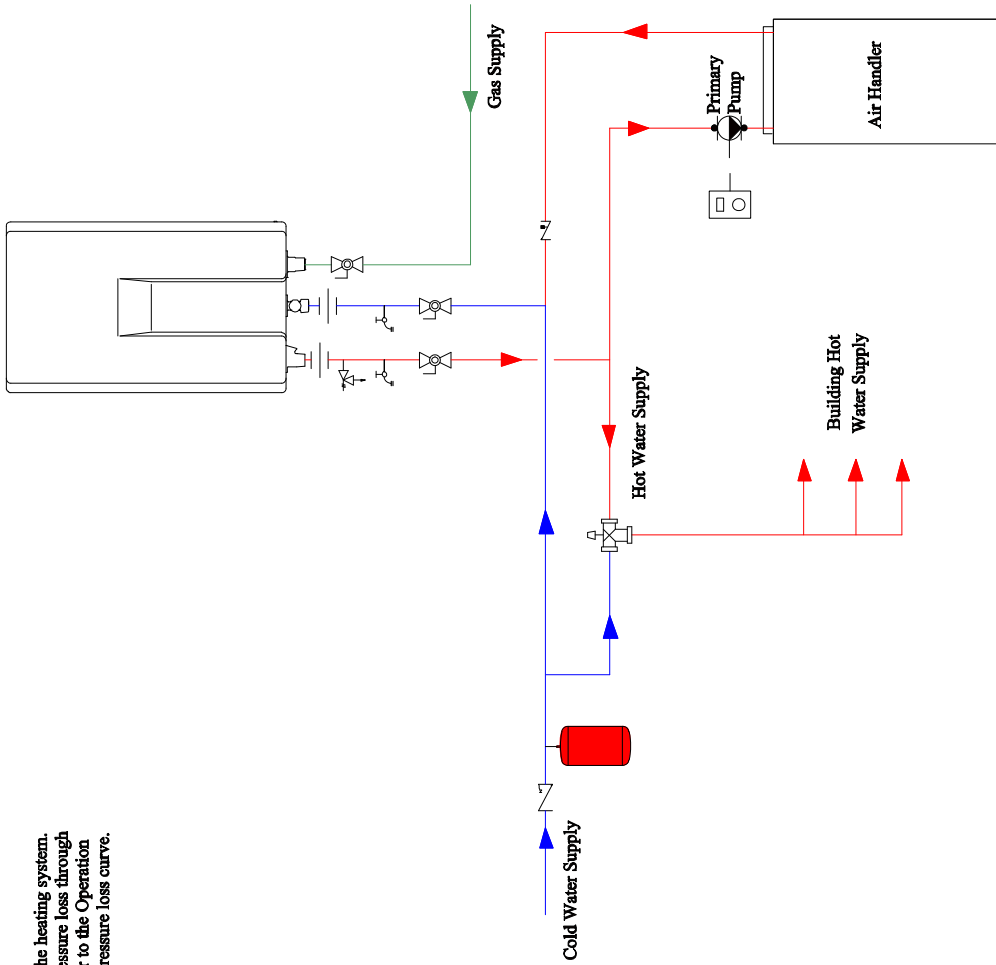 he heating system.
essure loss through
r to the Operation
ressure loss curve.
Cold Water Supply
Hot Water Supply
Building Hot
Water Supply
Gas Supply
Primary
Pump
Air Handler